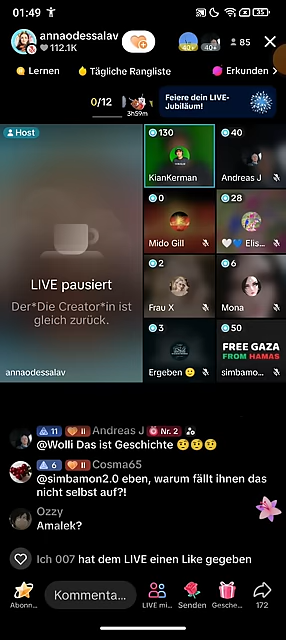 01:49
35
annaodessalav
112.1K
40+
40+
85
Lernen
Tägliche Rangliste
Erkunden
0/12
3h59m
Feiere dein LIVE-
Jubiläum!
Host
LIVE pausiert
Der*Die Creator*in ist
gleich zurück.
annaodessalav
130
KianKerman
40
Andreas J
0
Mido Gill
28
Elis...
2
Frau X
6
Mona
3
Ergeben 🙂
50
FREE GAZA
FROM HAMAS
simbamo...
11 II Andreas J Nr. 2
@Wolli Das ist Geschichte 🤨🤨🤨
6 II Cosma65
@simbamon2.0 eben, warum fällt ihnen das
nicht selbst auf?!
Ozzy
Amalek?
Ich 007 hat dem LIVE einen Like gegeben
Abonn...
Kommenta...
LIVE mi...
Senden
Gesche...
172